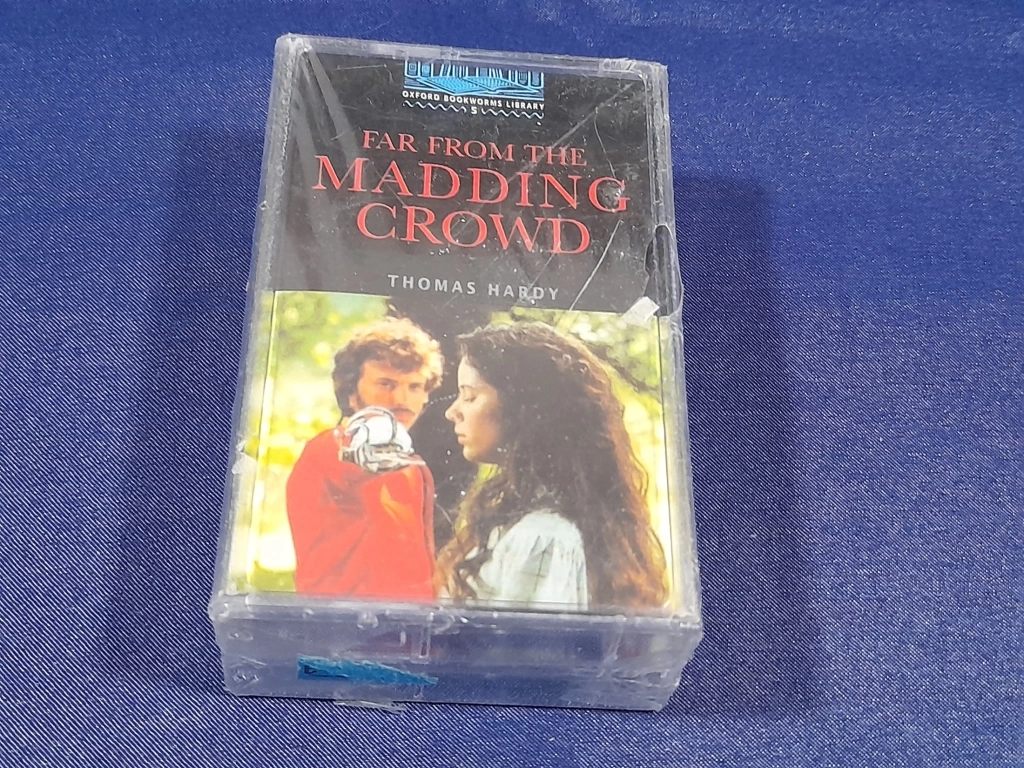 OXFORD BOOKWORMS LIBRARY
5
FAR FROM THE
MADDING
CROWD
THOMAS HARDY